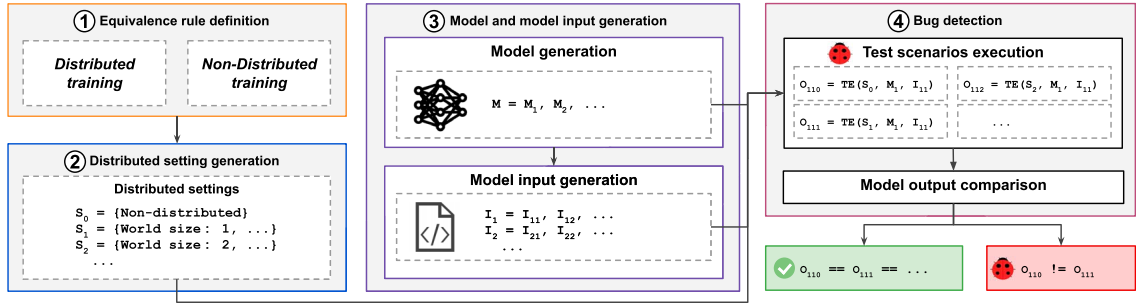 1 Equivalence rule definition
Distributed
training
Non-Distributed
training
2 Distributed setting generation
Distributed settings
S0 = {Non-distributed}
S1 = {World size: 1, ...}
S2 = {World size: 2, ...}
...
3 Model and model input generation
Model generation
M = M1, M2, ...
Model input generation
</>
I1 = I11, I12, ...
I2 = I21, I22, ...
...
4 Bug detection
Test scenarios execution
O110 = TE(S0, M1, I11)
O112 = TE(S2, M1, I11)
O111 = TE(S1, M1, I11)
...
Model output comparison
O110 == O111 == ...
O110 != O111